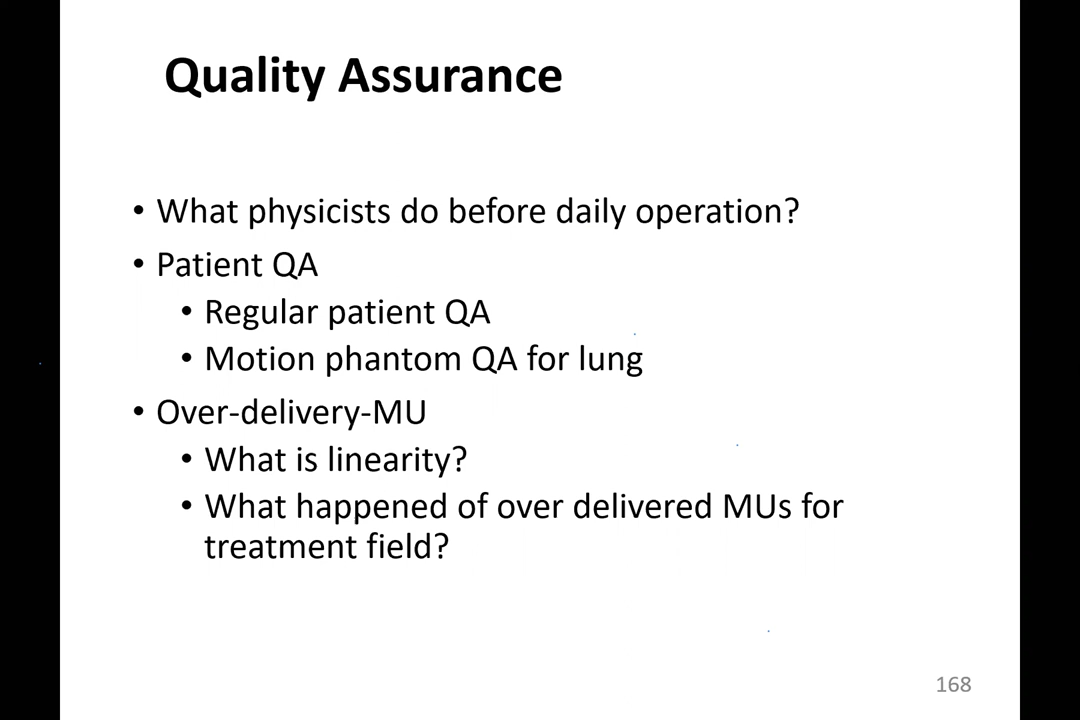 Quality Assurance
• What physicists do before daily operation?
• Patient QA
• Regular patient QA
• Motion phantom QA for lung
• Over-delivery-MU
• What is linearity?
• What happened of over delivered MUs for
treatment field?
168